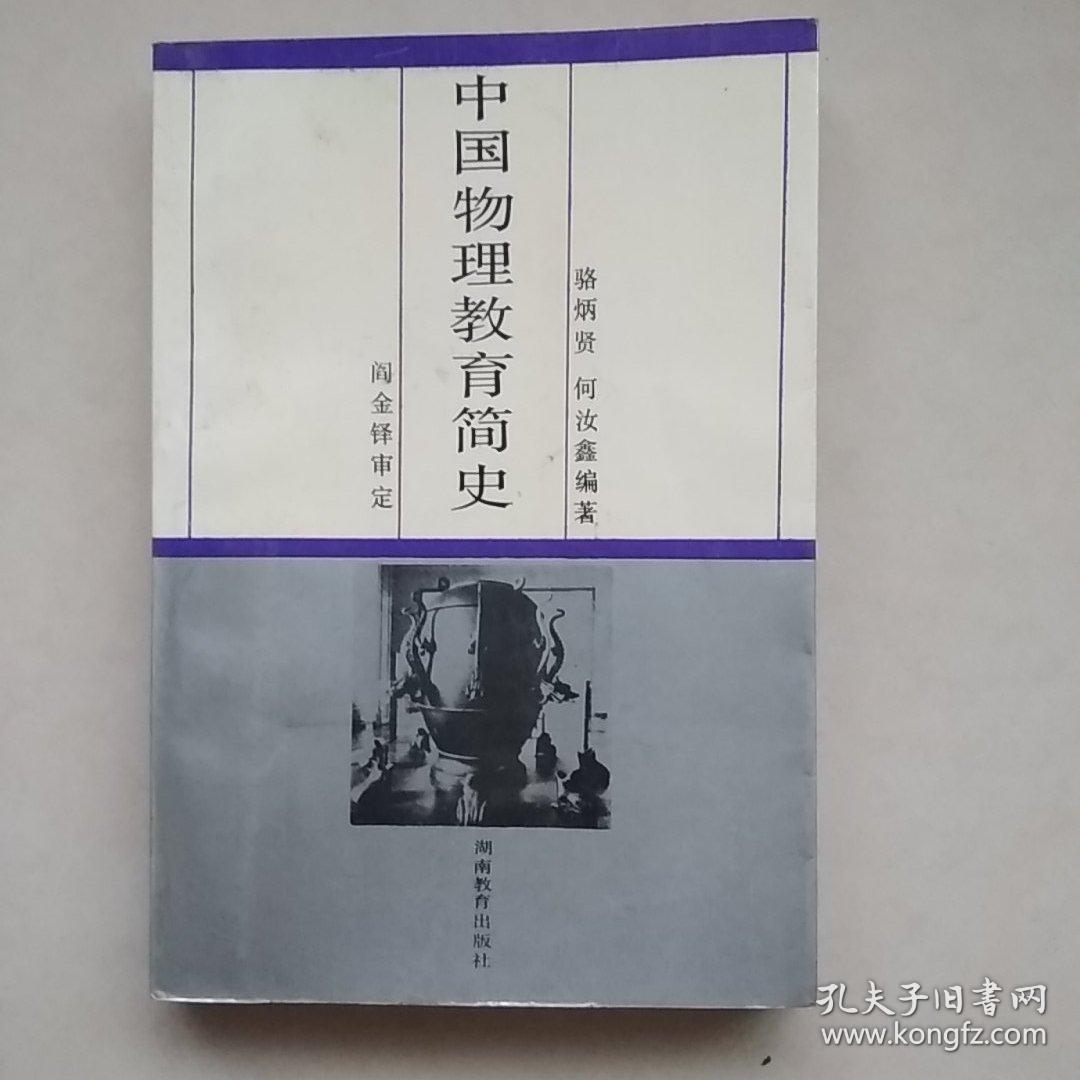 中国物理教育简史
骆炳贤 何汝鑫编著
阎金铎审定
湖南教育出版社
孔夫子旧書网
www.kongfz.com